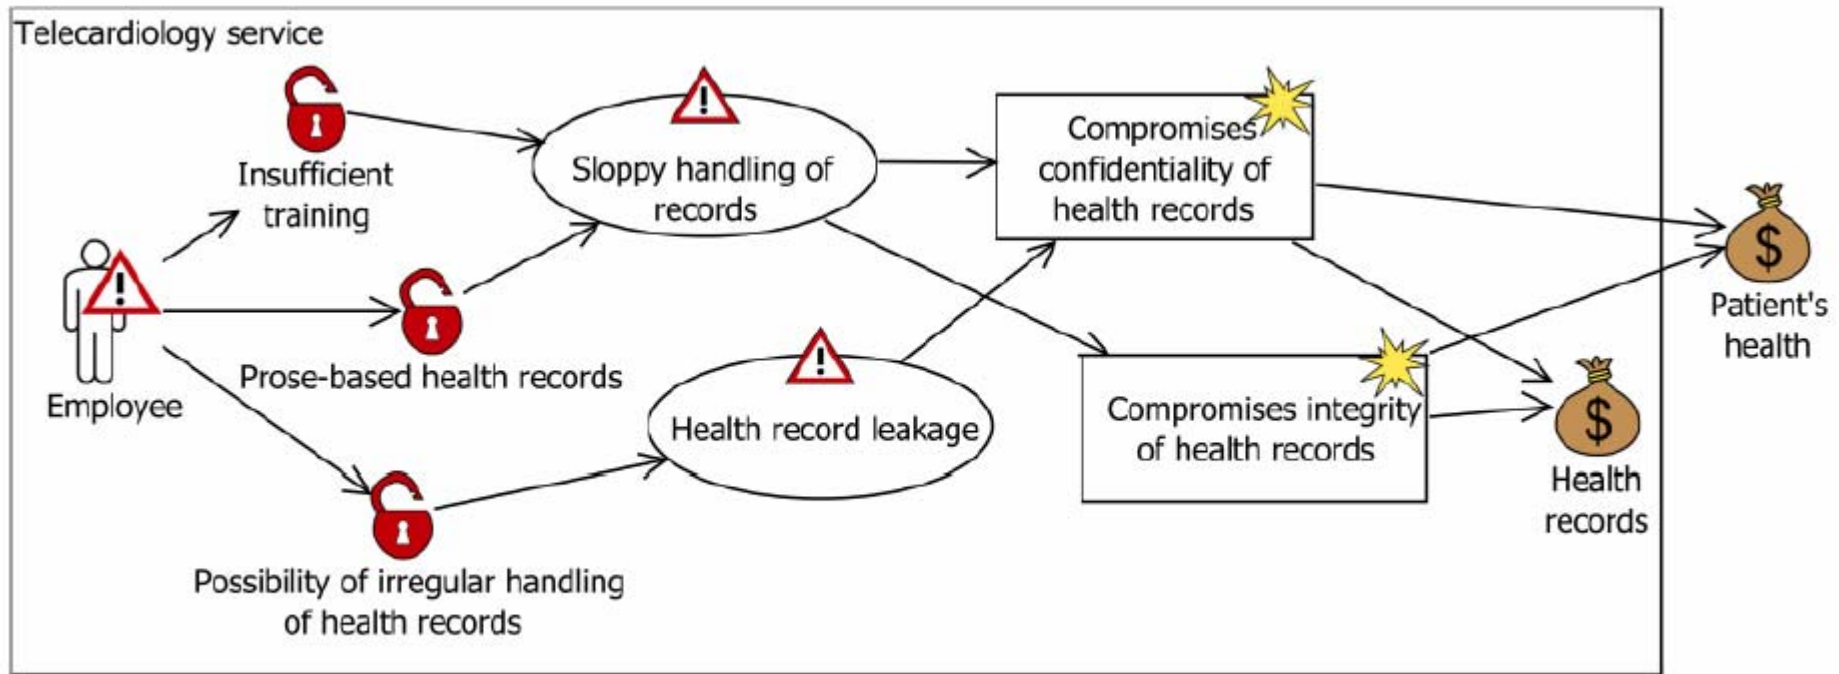 Telecardiology service
Insufficient
training
Employee
Prose-based health records
Possibility of irregular handling
of health records
Sloppy handling of
records
Health record leakage
Compromises
confidentiality of
health records
Compromises integrity
of health records
Patient's
health
Health
records